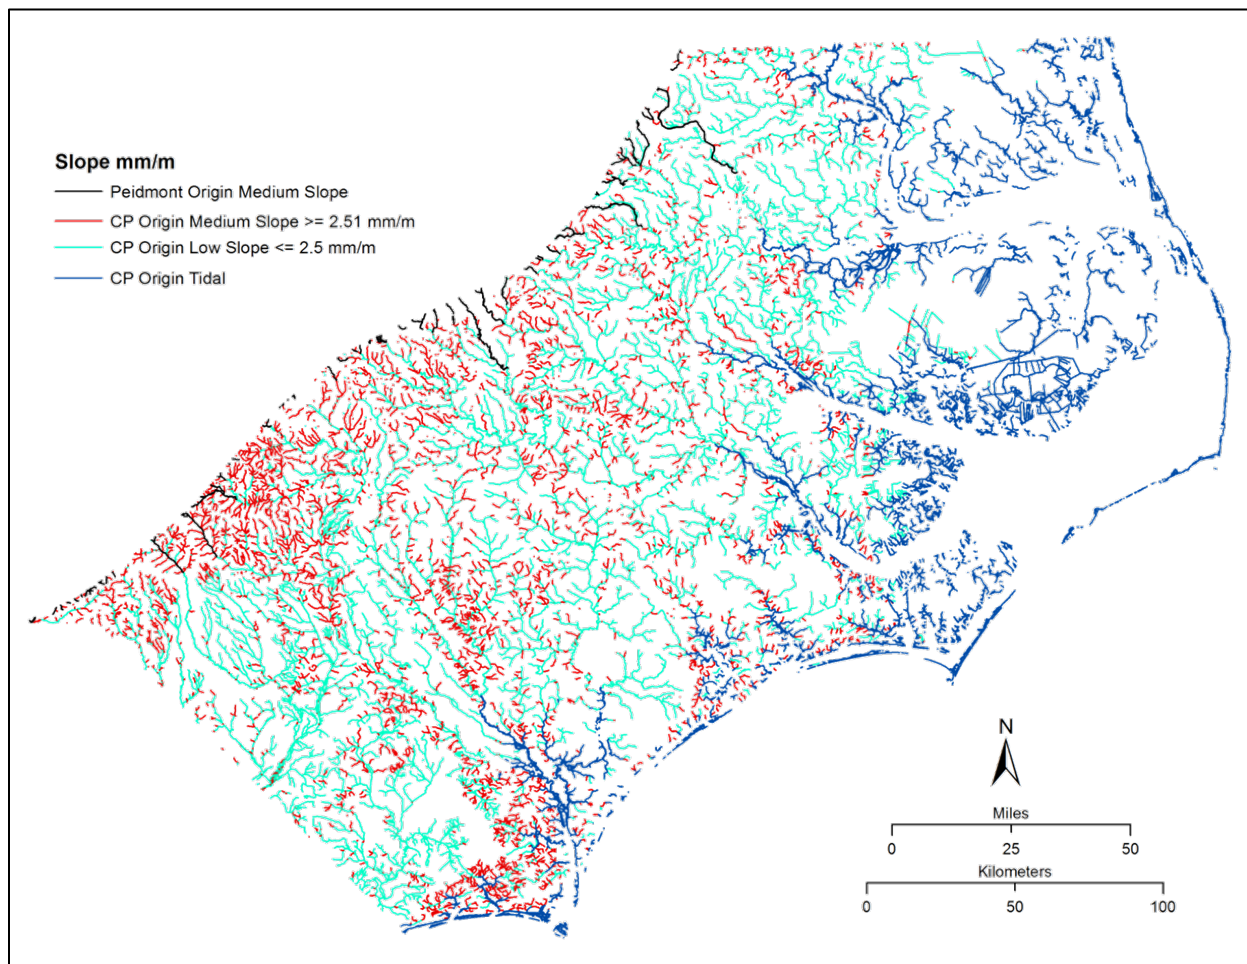 Slope mm/m
Peidmont Origin Medium Slope
CP Origin Medium Slope >= 2.51 mm/m
CP Origin Low Slope <= 2.5 mm/m
CP Origin Tidal
N
Miles
0 25 50
Kilometers
0 50 100